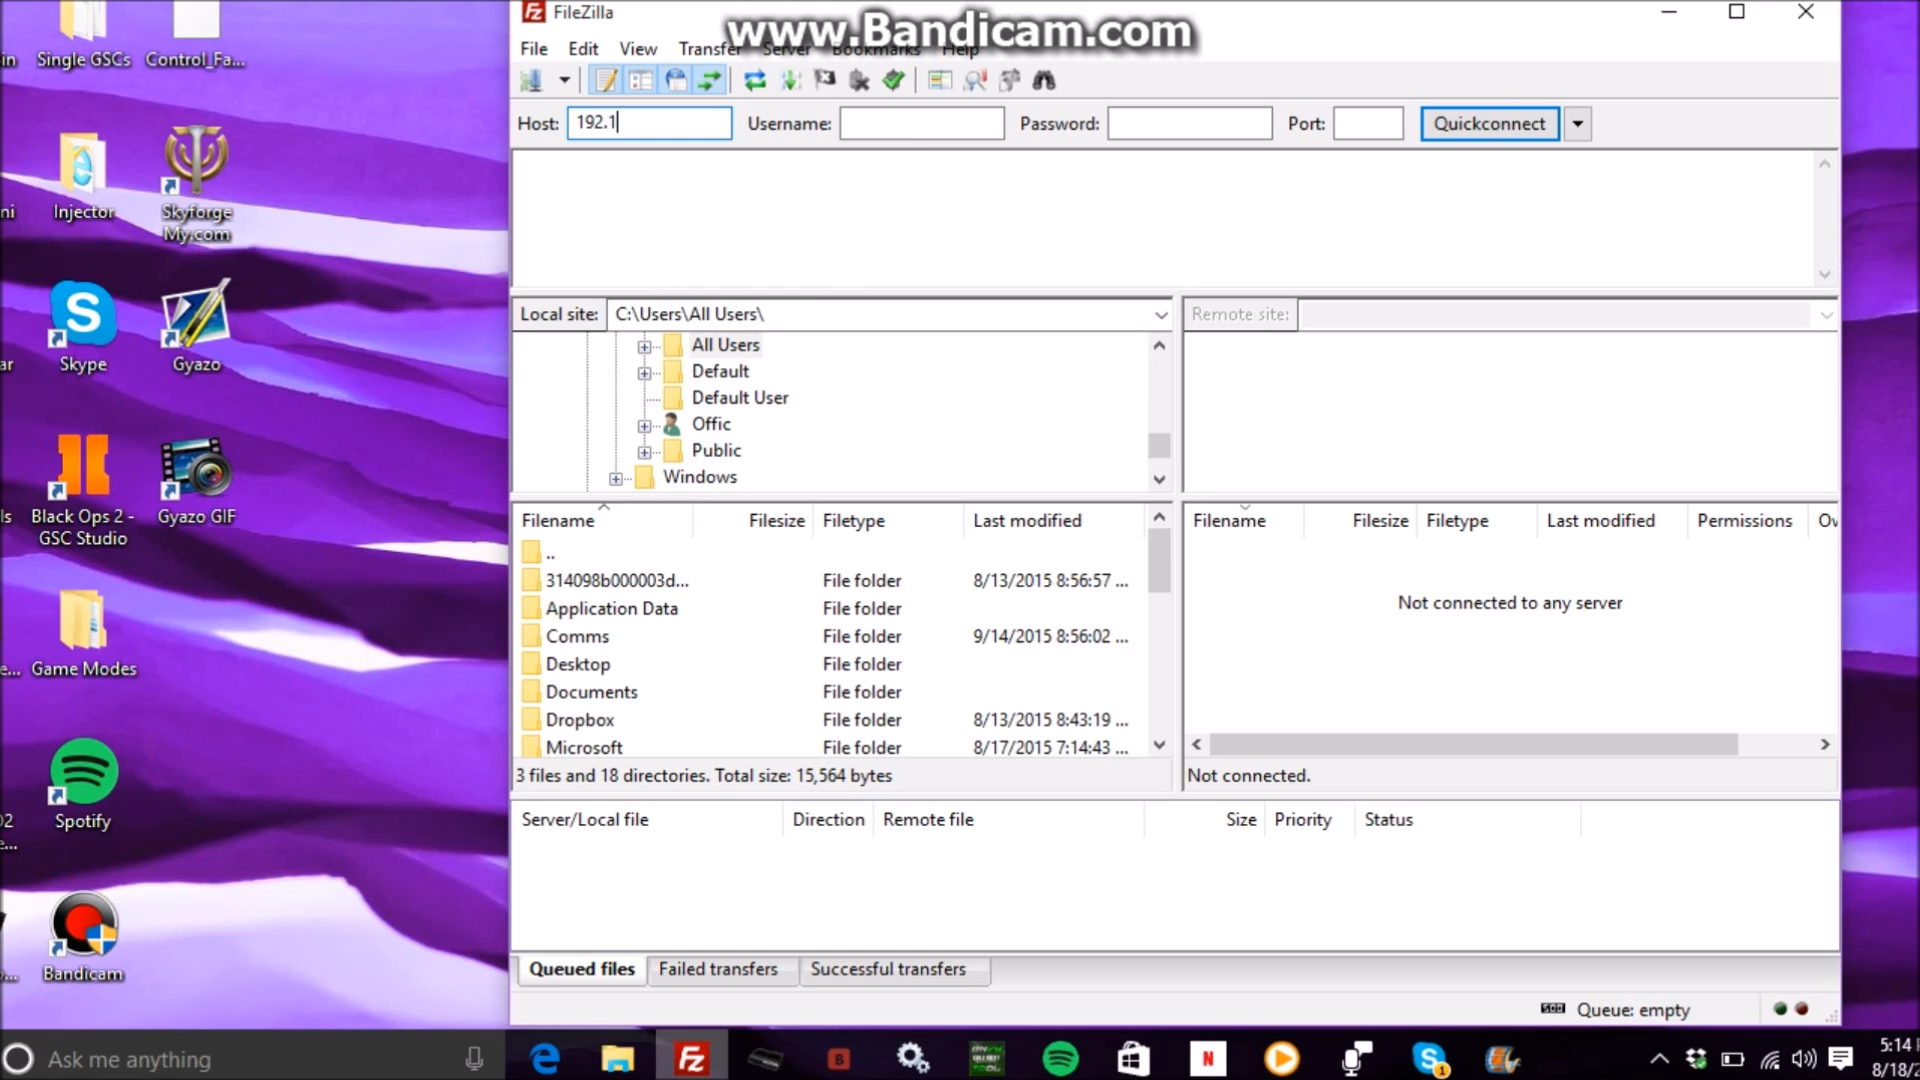 www.Bandicam.com
Single GSCs
Control_Fa...
Injector
Skyforge
My.com
Skype
Gyazo
Black Ops 2 -
GSC Studio
Gyazo GIF
Game Modes
Spotify
Bandicam
FileZilla
File Edit View Transfer Server Bookmarks Help
Host: 192.1 Username: Password: Port: Quickconnect
Local site: C:\Users\All Users\
Remote site:
All Users
Default
Default User
Offic
Public
Windows
Filename Filesize Filetype Last modified
..
314098b000003d... File folder 8/13/2015 8:56:57 ...
Application Data File folder
Comms File folder 9/14/2015 8:56:02 ...
Desktop File folder
Documents File folder
Dropbox File folder 8/13/2015 8:43:19 ...
Microsoft File folder 8/17/2015 7:14:43 ...
3 files and 18 directories. Total size: 15,564 bytes
Filename Filesize Filetype Last modified Permissions Ov
Not connected to any server
Not connected.
Server/Local file Direction Remote file Size Priority Status
Queued files Failed transfers Successful transfers
Queue: empty
Ask me anything
5:14
8/18/2